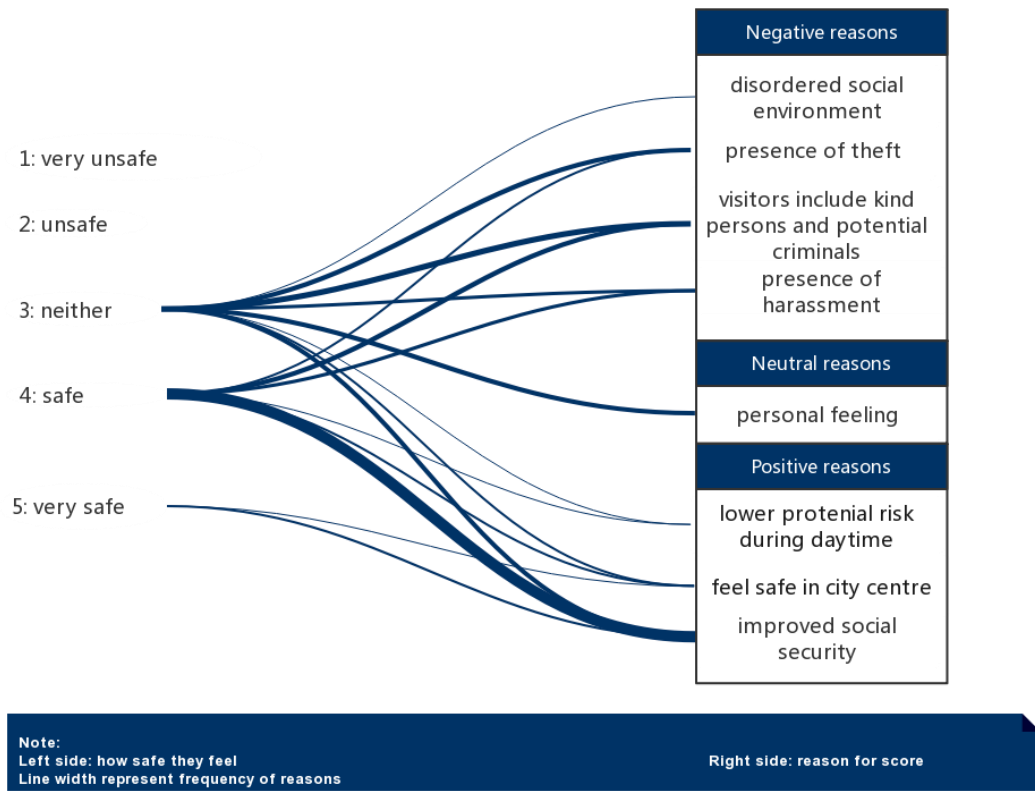 Negative reasons
disordered social
environment
1: very unsafe
presence of theft
2: unsafe
visitors include kind
persons and potential
criminals
3: neither
presence of
harassment
Neutral reasons
4: safe
personal feeling
Positive reasons
5: very safe
lower protenial risk
during daytime
feel safe in city centre
improved social
security
Note:
Left side: how safe they feel
Right side: reason for score
Line width represent frequency of reasons